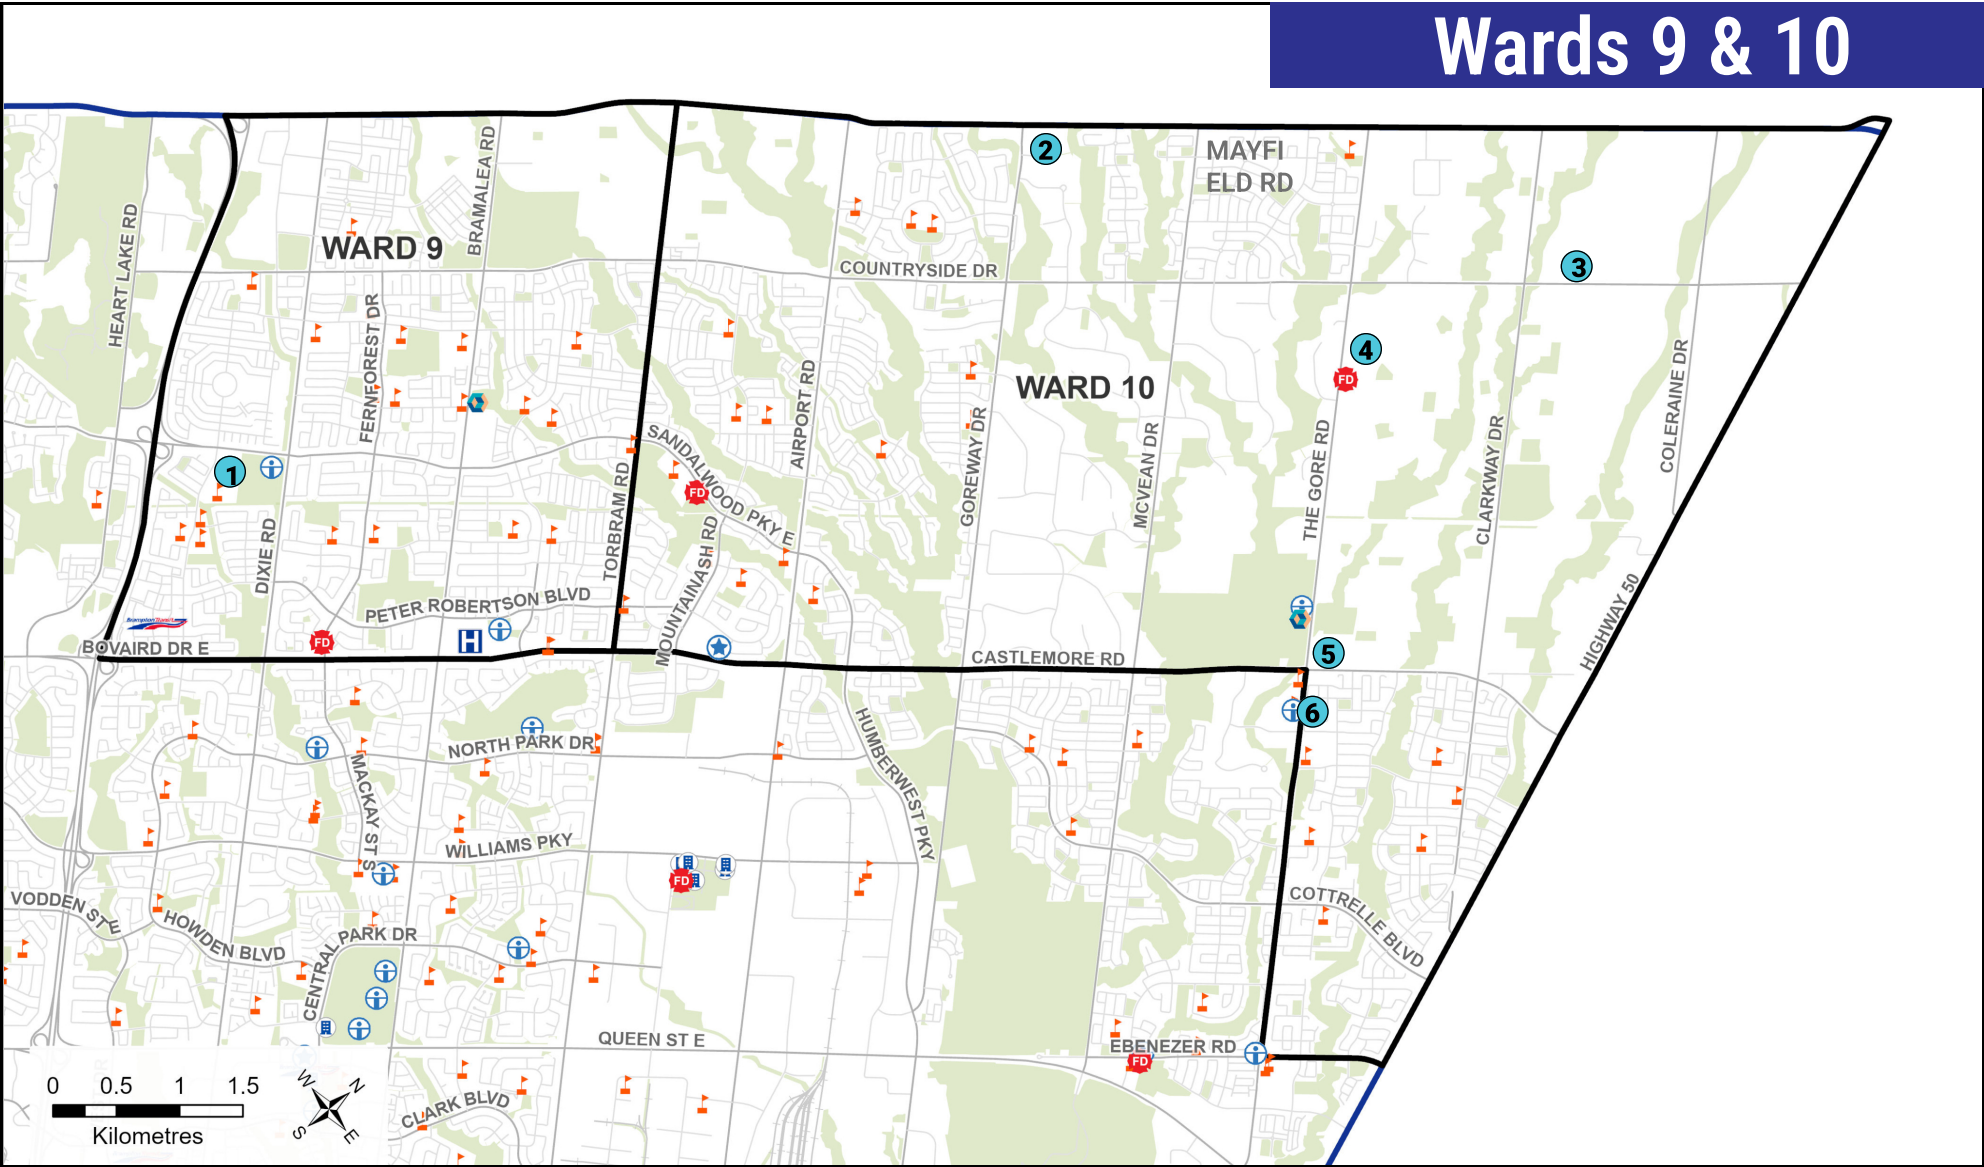 Wards 9 & 10
MAYFI
ELD RD
2
BRAMALEA RD
HEART LAKE RD
WARD 9
COUNTRYSIDE DR
3
FERNFOREST DR
4
FD
WARD 10
AIRPORT RD
COLERAINE DR
GOREWAY DR
MCVEAN DR
THE GORE RD
CLARKWAY DR
1
SANDALWOOD PKY E
FD
TORBRAM RD
DIXIE RD
MOUNTAINASH RD
HIGHWAY 50
PETER ROBERTSON BLVD
Brampton Transit
FD
H
BOVAIRD DR E
CASTLEMORE RD
5
6
NORTH PARK DR
HUMBERWEST PKY
MACKAY ST S
WILLIAMS PKY
FD
VODDEN ST E
HOWDEN BLVD
CENTRAL PARK DR
COTTRELLE BLVD
QUEEN ST E
EBENEZER RD
FD
CLARK BLVD
0 0.5 1 1.5
Kilometres
W N
S E